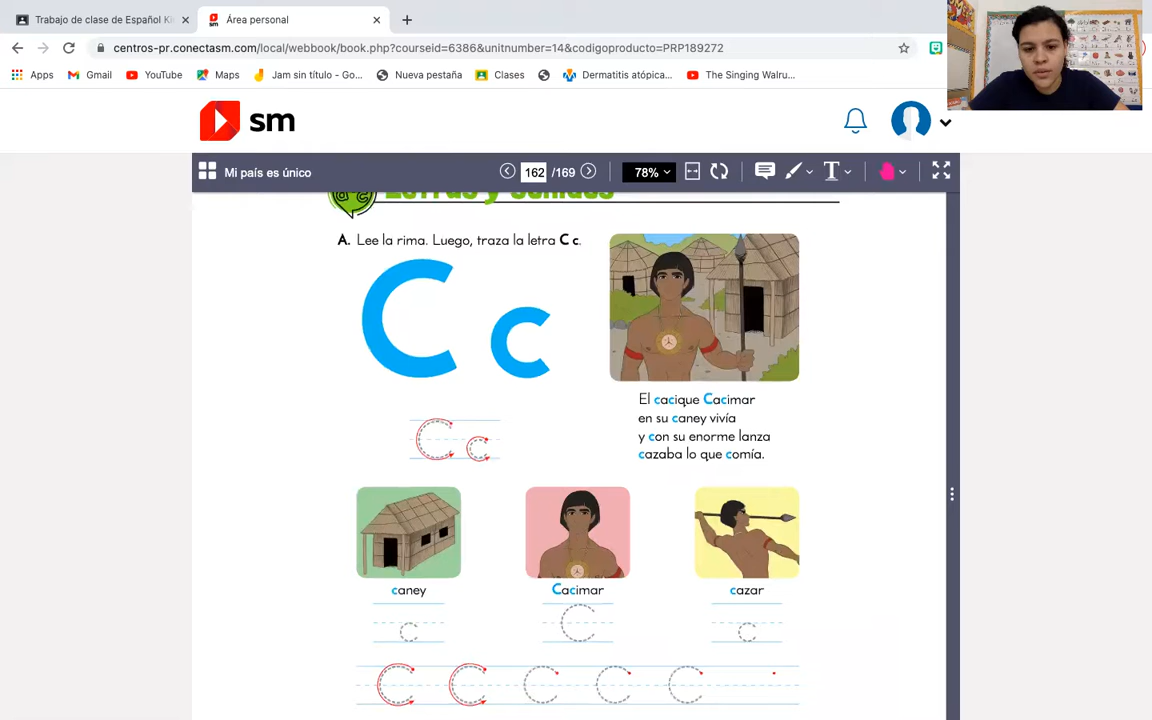 Trabajo de clase de Español Ki
Área personal
centros-pr.conectasm.com/local/webbook/book.php?courseid=6386&unitnumber=14&codigoproducto=PRP189272
Apps Gmail YouTube Maps Jam sin título - Go... Nueva pestaña Clases Dermatitis atópica... The Singing Walru...
sm
Mi país es único 162 /169 78% T
Letras y sonidos
A. Lee la rima. Luego, traza la letra C c.
C c
El cacique Cacimar
en su caney vivía
y con su enorme lanza
cazaba lo que comía.
C c
caney Cacimar cazar
c C c
C C C C C